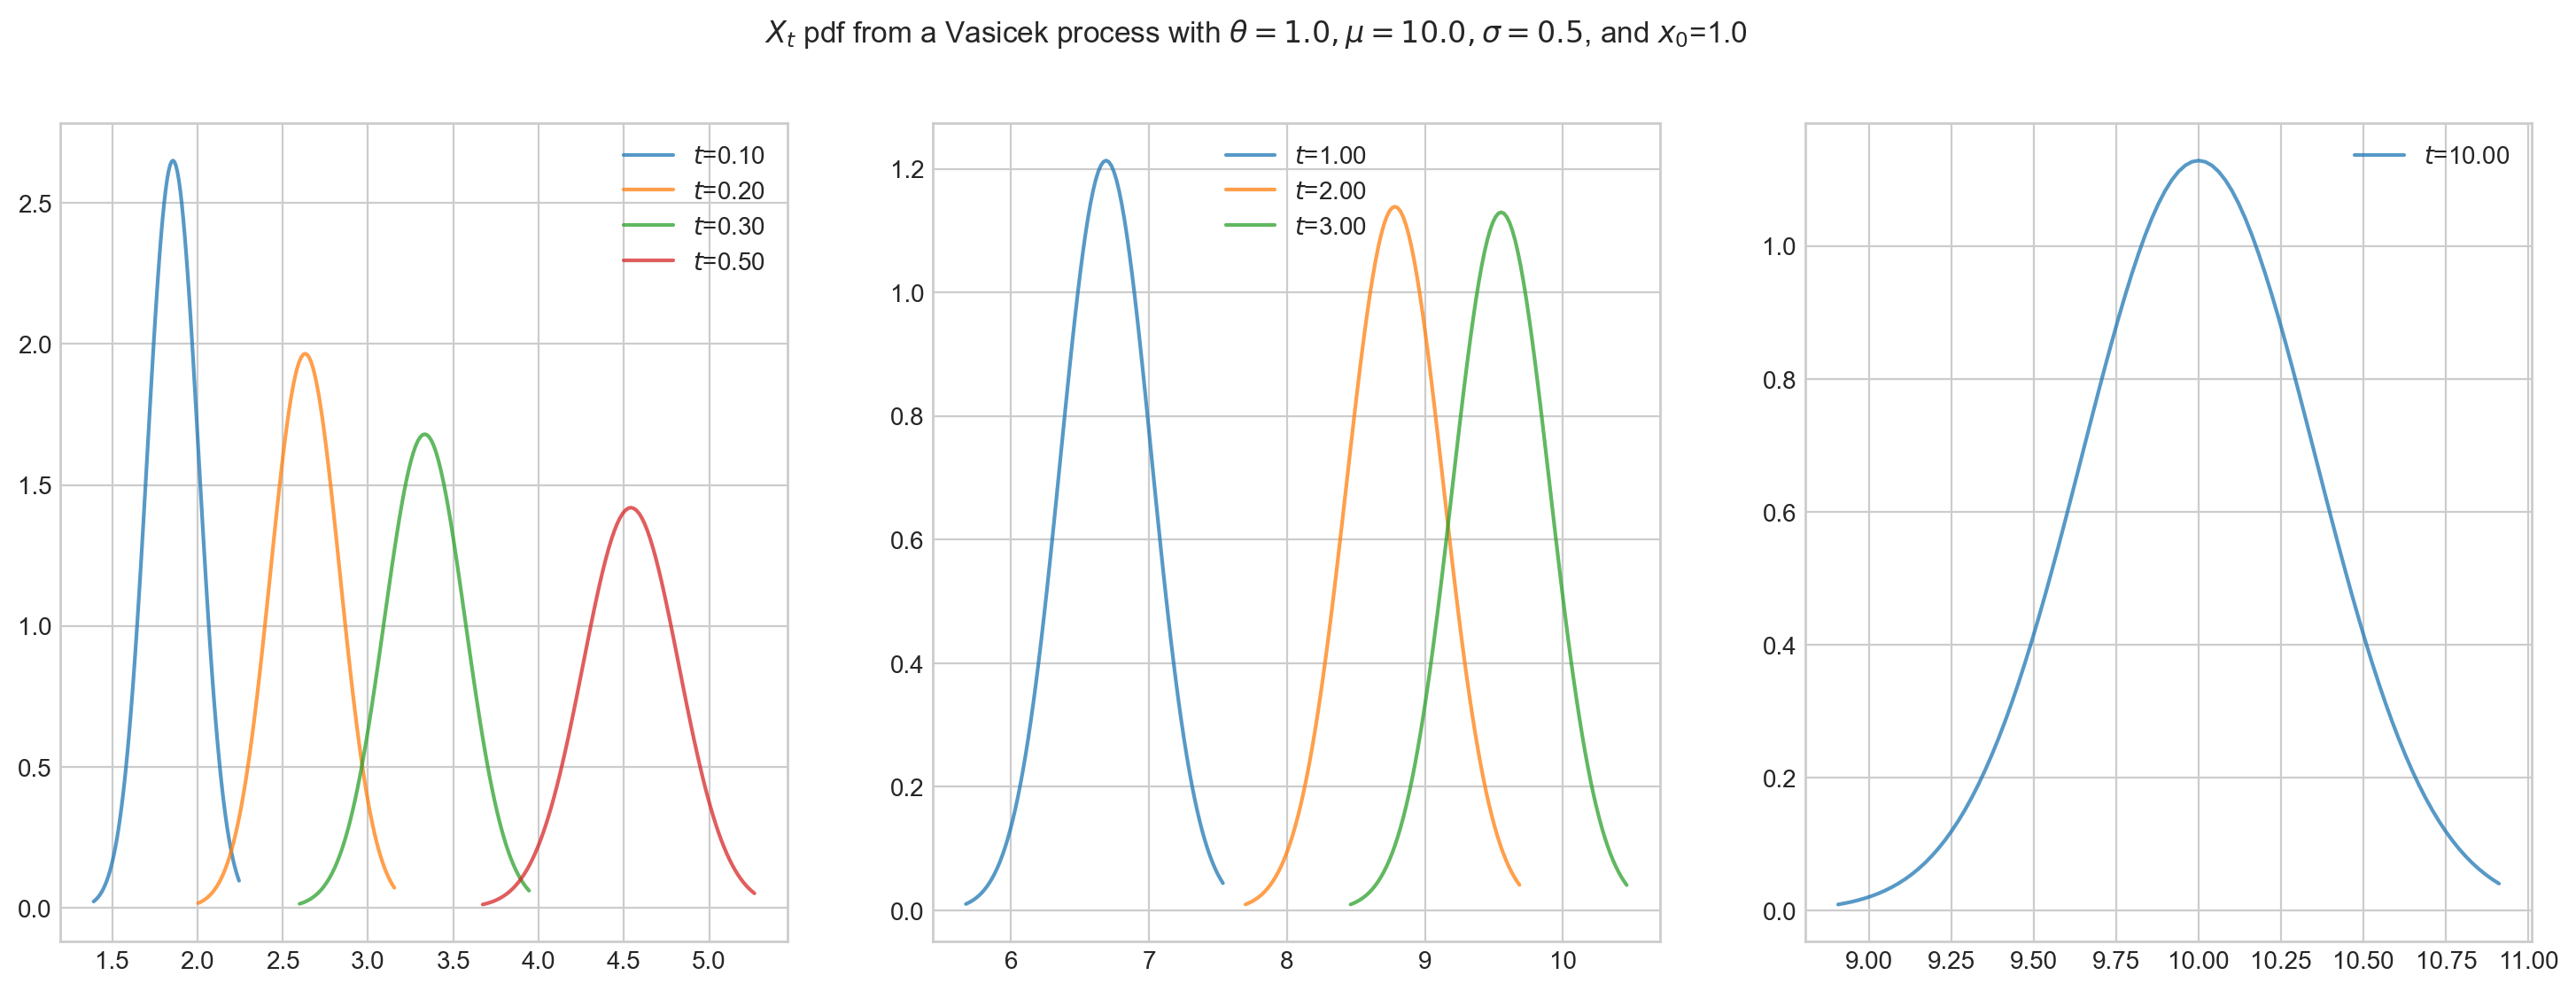 X_t pdf from a Vasicek process with θ = 1.0, μ = 10.0, σ = 0.5, and x_0=1.0
t=0.10
t=0.20
t=0.30
t=0.50
2.5
2.0
1.5
1.0
0.5
0.0
1.5 2.0 2.5 3.0 3.5 4.0 4.5 5.0
t=1.00
t=2.00
t=3.00
1.2
1.0
0.8
0.6
0.4
0.2
0.0
6 7 8 9 10
t=10.00
1.0
0.8
0.6
0.4
0.2
0.0
9.00 9.25 9.50 9.75 10.00 10.25 10.50 10.75 11.00